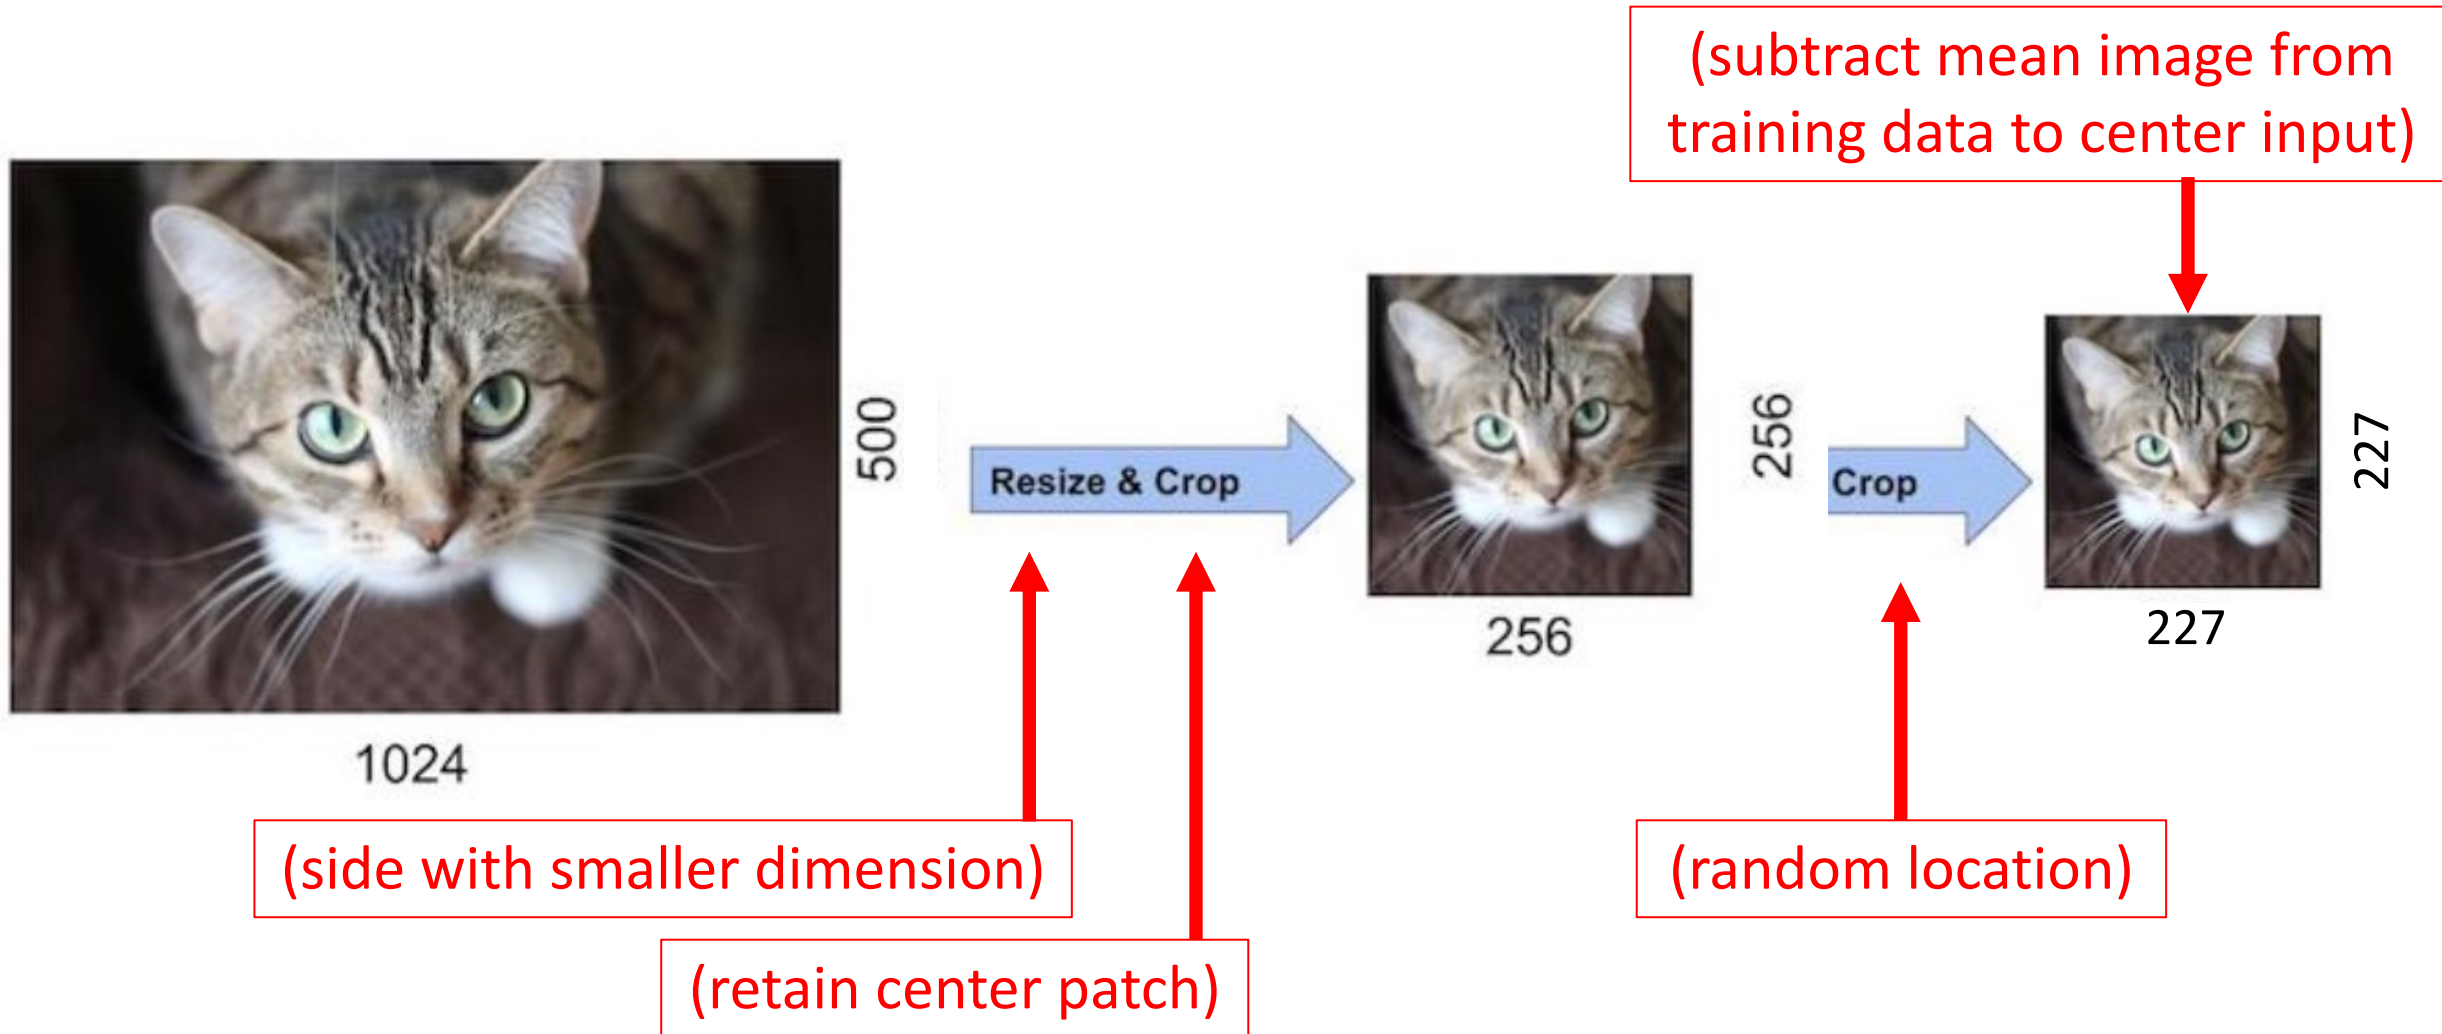 (subtract mean image from
training data to center input)
500
1024
Resize & Crop
256
256
Crop
227
227
(side with smaller dimension)
(retain center patch)
(random location)